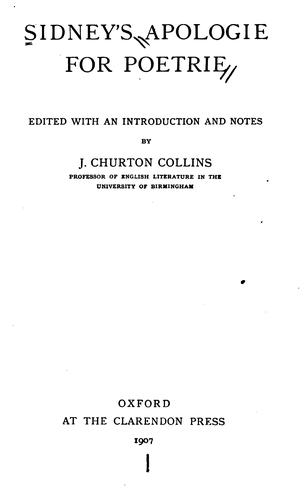 SIDNEY'S APOLOGIE
FOR POETRIE
EDITED WITH AN INTRODUCTION AND NOTES
BY
J. CHURTON COLLINS
PROFESSOR OF ENGLISH LITERATURE IN THE
UNIVERSITY OF BIRMINGHAM
OXFORD
AT THE CLARENDON PRESS
1907